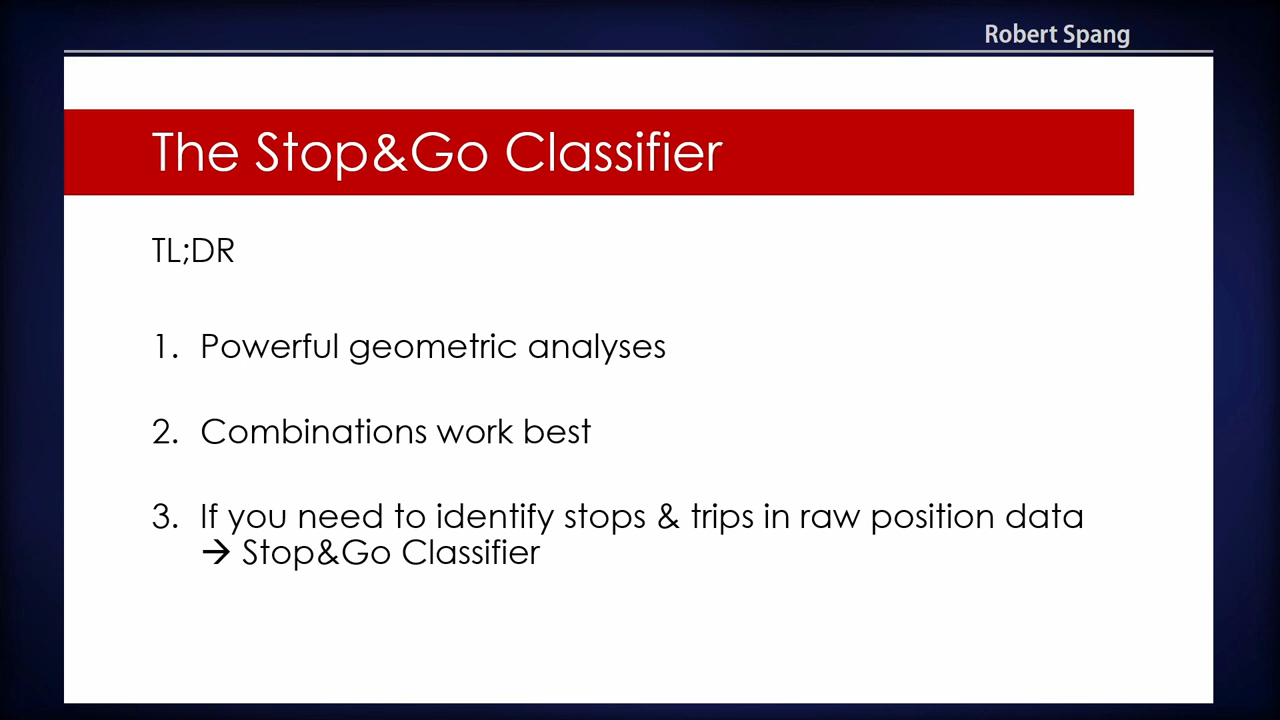 Robert Spang
The Stop&Go Classifier
TL;DR
1. Powerful geometric analyses
2. Combinations work best
3. If you need to identify stops & trips in raw position data
→ Stop&Go Classifier